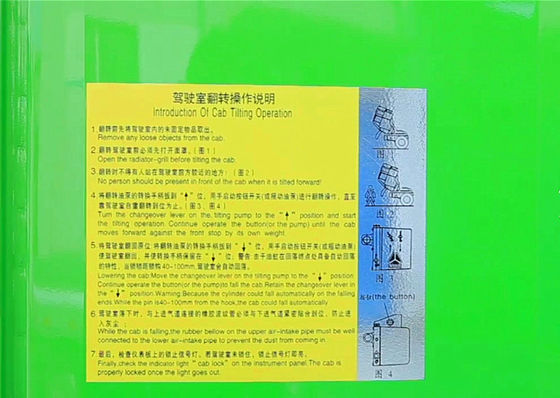 驾驶室翻转操作说明
Introduction Of Cab Tilting Operation
1.翻转前先将驾驶室内的未固定物品取出。
Remove any loose objects from the cab.
2.翻转驾驶室前必须先打开面罩。(图1)
Open the radiator-grill before tilting the cab.
3.翻转时不得有人站在驾驶室前方较近的地方!(图2)
No person should be present in front of the cab when it is tilted forward!
4.将翻转油泵的转换手柄扳到"↑"位,用手启动按钮开关(或摇动油泵)进行翻转操作,直至
驾驶室自重翻转到位为止。(图3、图4)
Turn the changeover lever on the tilting pump to the "↑" position and start
the tilting operation. Continue operate the button(or the pump) until the cab
moves forward against the front stop by its own weight.
5.将驾驶室翻回原位:将翻转油泵的转换手柄扳到"↓"位,用手启动按钮开关(或摇动油泵)
使驾驶室翻回,并使转换手柄保留在"↓"位;警告:由于油缸在回落终点处具备自动回落
的特性,当锁销距锁钩40-100mm,驾驶室会自动回落。
Lowering the cab:Move the changeover lever on the tilting pump to the "↓" position
Continue operate the button(or the pump)to fall the cab.Retain the changeover lever in
the "↓" position.Warning:Because the cylinder could fall automatically on the falling
ends.While the pin is40-100mm from the hook,the cab could fall automatically
6.驾驶室落下时,与上进气道连接的橡胶波纹管必须与下进气道紧密贴合到位,防止进
入灰尘;
While the cab is falling,the rubber bellow on the upper air-intake pipe must be well
connected to the lower air-intake pipe to prevent the dust from coming in.
7.最后,检查仪表板上的锁止信号灯,若驾驶室未锁住,锁止信号灯即亮。
Finally,check the indicator light "cab lock" on the instrument panel.The cab is
properly locked once the light goes out.
图 1
图 2
图 3
(the button)
图 4